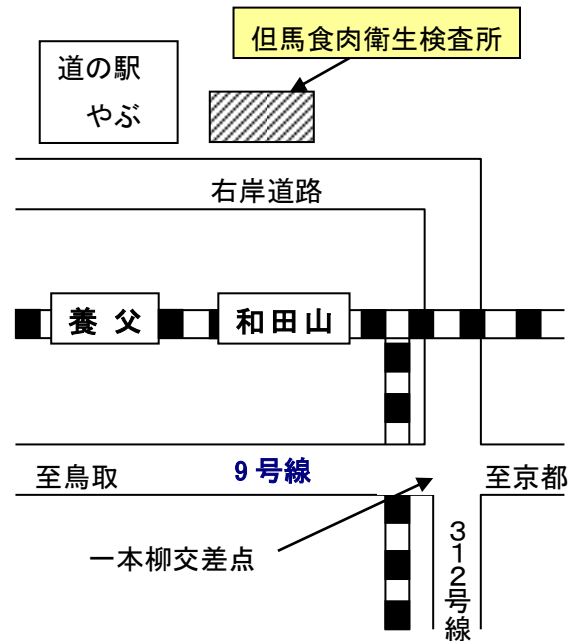 但馬食肉衛生検査所
道の駅
やぶ
右岸道路
養父
和田山
9号線
至鳥取
至京都
一本柳交差点
312号線